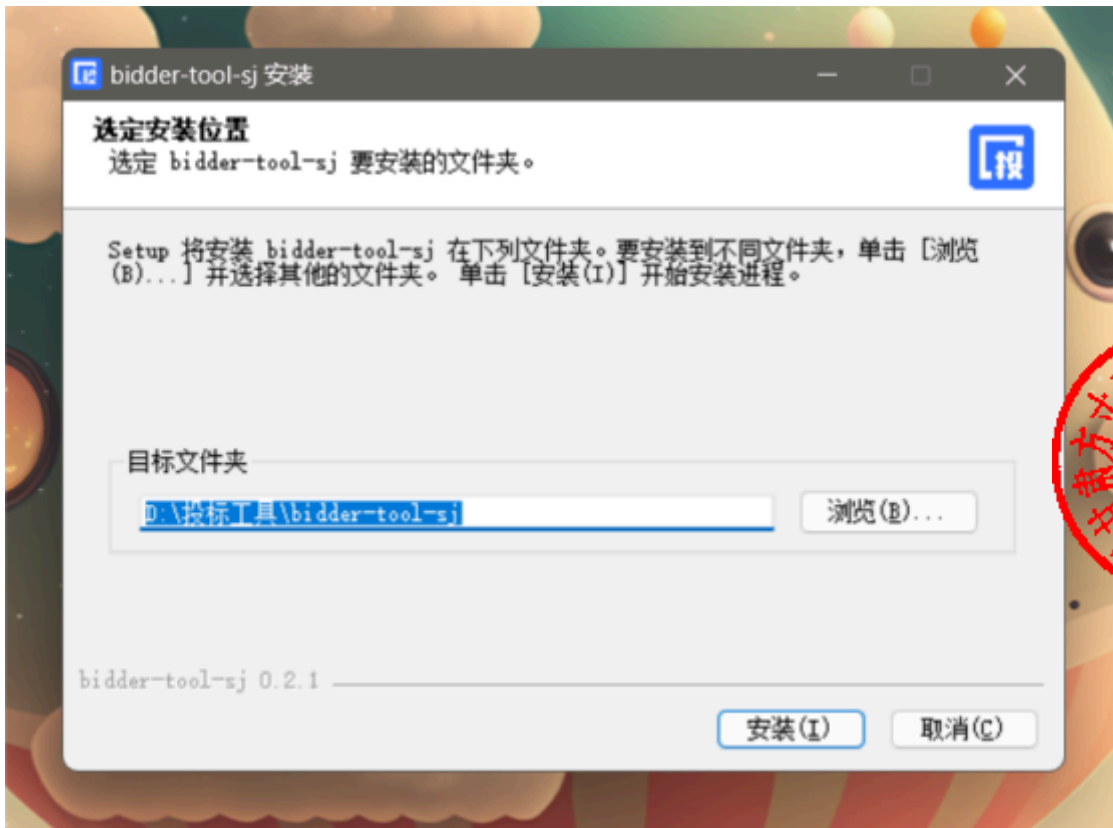 bidder-tool-sj 安装
选定安装位置
选定 bidder-tool-sj 要安装的文件夹。
投
Setup 将安装 bidder-tool-sj 在下列文件夹。要安装到不同文件夹，单击 [浏览
(B)...] 并选择其他的文件夹。 单击 [安装(I)] 开始安装进程。
目标文件夹
D:\投标工具\bidder-tool-sj
浏览(B)...
bidder-tool-sj 0.2.1
安装(I)
取消(C)